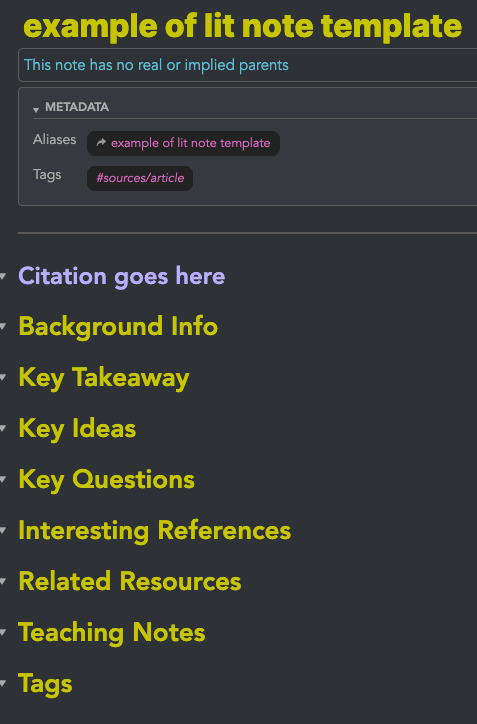 example of lit note template
This note has no real or implied parents
METADATA
Aliases example of lit note template
Tags #sources/article
Citation goes here
Background Info
Key Takeaway
Key Ideas
Key Questions
Interesting References
Related Resources
Teaching Notes
Tags